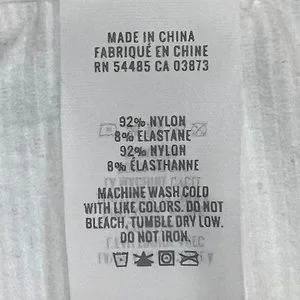 MADE IN CHINA
FABRIQUÉ EN CHINE
RN 54485 CA 03873
92% NYLON
8% ELASTANE
92% NYLON
8% ÉLASTHANNE
MACHINE WASH COLD
WITH LIKE COLORS. DO NOT
BLEACH, TUMBLE DRY LOW.
DO NOT IRON.